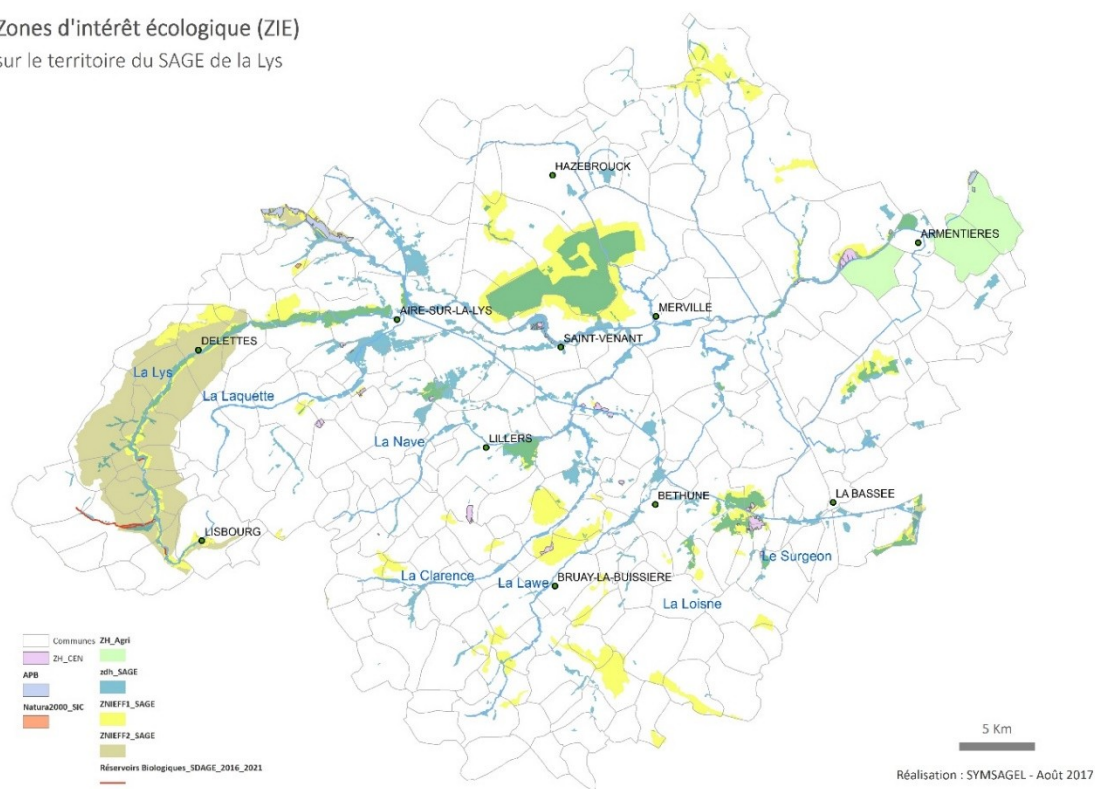 Zones d'intérêt écologique (ZIE)
sur le territoire du SAGE de la Lys
HAZEBROUCK
ARMENTIERES
AIRE-SUR-LA-LYS
MERVILLE
DELETTES
SAINT-VENANT
La Lys
La Laquette
La Nave
LILLERS
BETHUNE
LA BASSEE
LISBOURG
Le Surgeon
La Clarence
La Lawe
BRUAY-LA-BUISSIERE
La Loisne
Communes
ZH_CEN
APB
Natura2000_SIC
ZH_Agri
zdh_SAGE
ZNIEFF1_SAGE
ZNIEFF2_SAGE
Réservoirs Biologiques_SDAGE_2016_2021
5 Km
Réalisation : SYMSAGEL - Août 2017